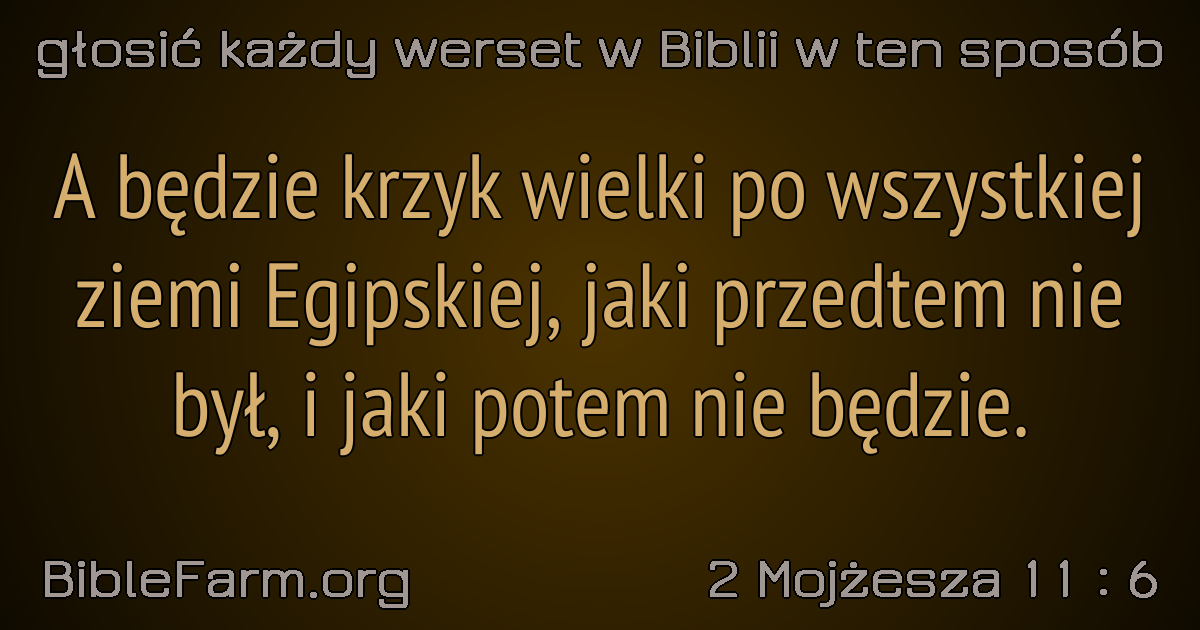 głosić każdy werset w Biblii w ten sposób
A będzie krzyk wielki po wszystkiej
ziemi Egipskiej, jaki przedtem nie
był, i jaki potem nie będzie.
BibleFarm.org
2 Mojżesza 11 : 6